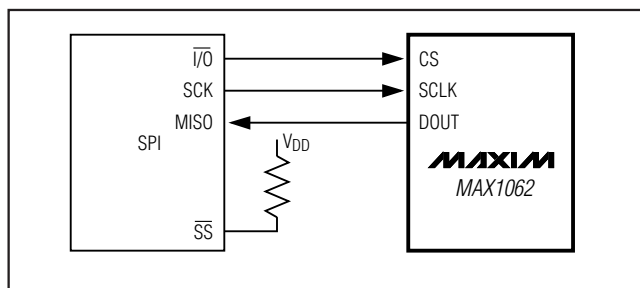 I/O
SCK
MISO
SPI
VDD
SS
CS
SCLK
DOUT
MAXIM
MAX1062